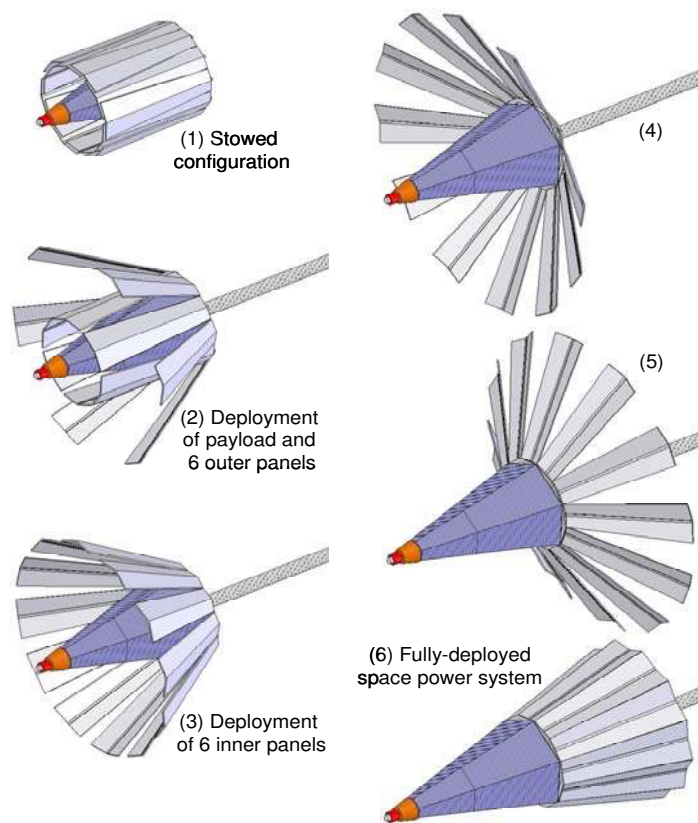 (1) Stowed
configuration
(2) Deployment
of payload and
6 outer panels
(3) Deployment
of 6 inner panels
(4)
(5)
(6) Fully-deployed
space power system